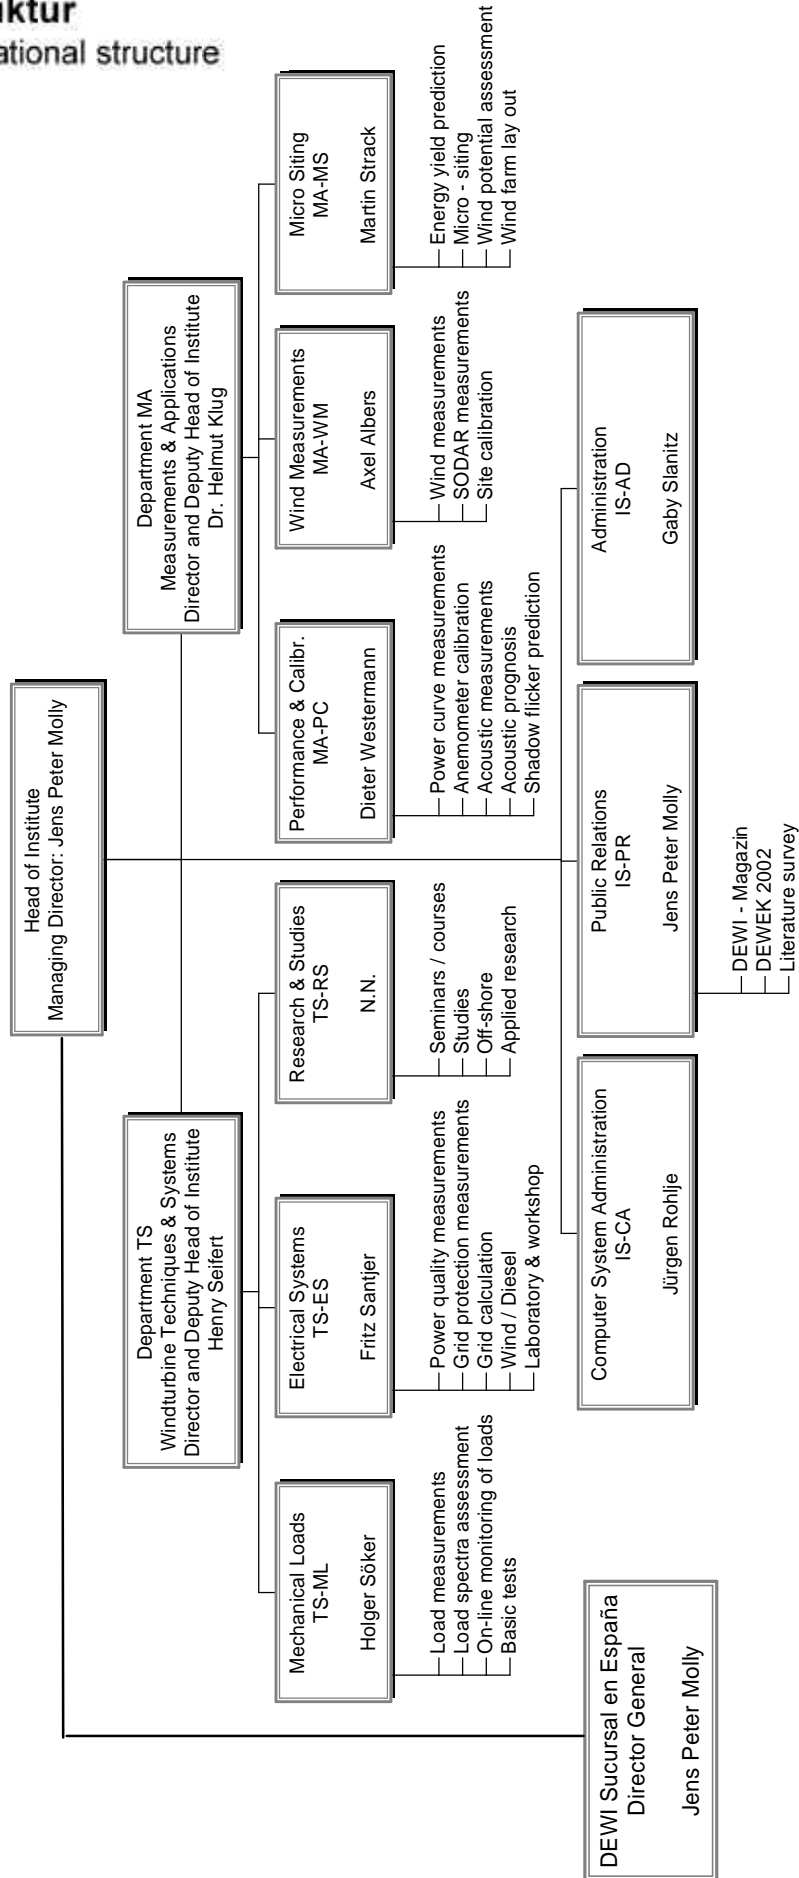 uktur
ational structure
Head of Institute
Managing Director: Jens Peter Molly
Department TS
Windturbine Techniques & Systems
Director and Deputy Head of Institute
Henry Seifert
Department MA
Measurements & Applications
Director and Deputy Head of Institute
Dr. Helmut Klug
Mechanical Loads
TS-ML
Holger Söker
Load measurements
Load spectra assessment
On-line monitoring of loads
Basic tests
Electrical Systems
TS-ES
Fritz Santjer
Power quality measurements
Grid protection measurements
Grid calculation
Wind / Diesel
Laboratory & workshop
Research & Studies
TS-RS
N.N.
Seminars / courses
Studies
Off-shore
Applied research
Performance & Calibr.
MA-PC
Dieter Westermann
Power curve measurements
Anemometer calibration
Acoustic measurements
Acoustic prognosis
Shadow flicker prediction
Wind Measurements
MA-WM
Axel Albers
Wind measurements
SODAR measurements
Site calibration
Micro Siting
MA-MS
Martin Strack
Energy yield prediction
Micro - siting
Wind potential assessment
Wind farm lay out
DEWI Sucursal en España
Director General
Jens Peter Molly
Computer System Administration
IS-CA
Jürgen Rohlje
Public Relations
IS-PR
Jens Peter Molly
DEWI - Magazin
DEWEK 2002
Literature survey
Administration
IS-AD
Gaby Slanitz